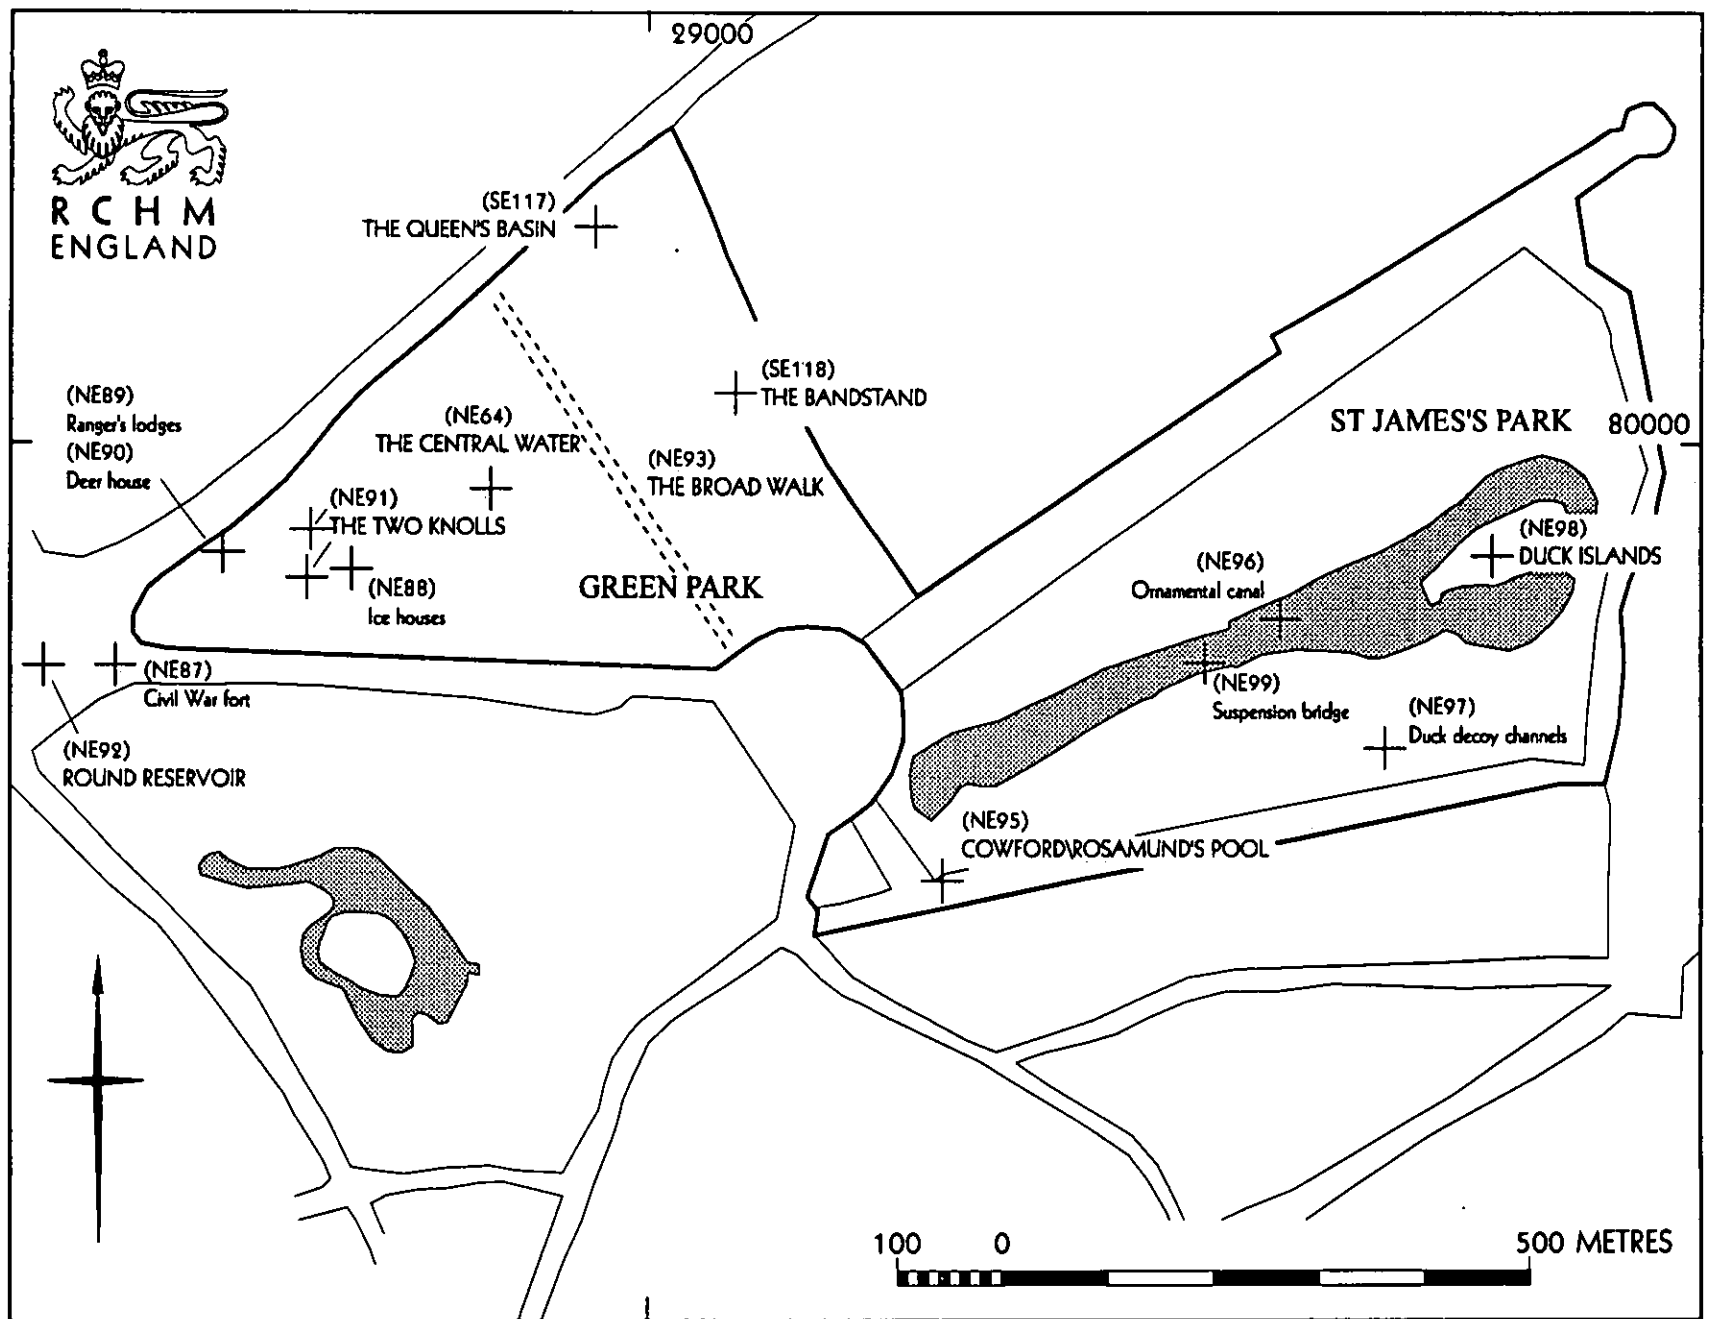 29000
R C H M
ENGLAND
(SE117)
THE QUEEN'S BASIN
(SE118)
THE BANDSTAND
(NE89)
Ranger's lodges
(NE90)
Deer house
(NE64)
THE CENTRAL WATER
(NE93)
THE BROAD WALK
(NE91)
THE TWO KNOLLS
(NE88)
Ice houses
GREEN PARK
ST JAMES'S PARK
80000
(NE98)
DUCK ISLANDS
(NE96)
Ornamental canal
(NE99)
Suspension bridge
(NE97)
Duck decoy channels
(NE87)
Civil War fort
(NE92)
ROUND RESERVOIR
(NE95)
COWFORD\ROSAMUND'S POOL
100 0 500 METRES